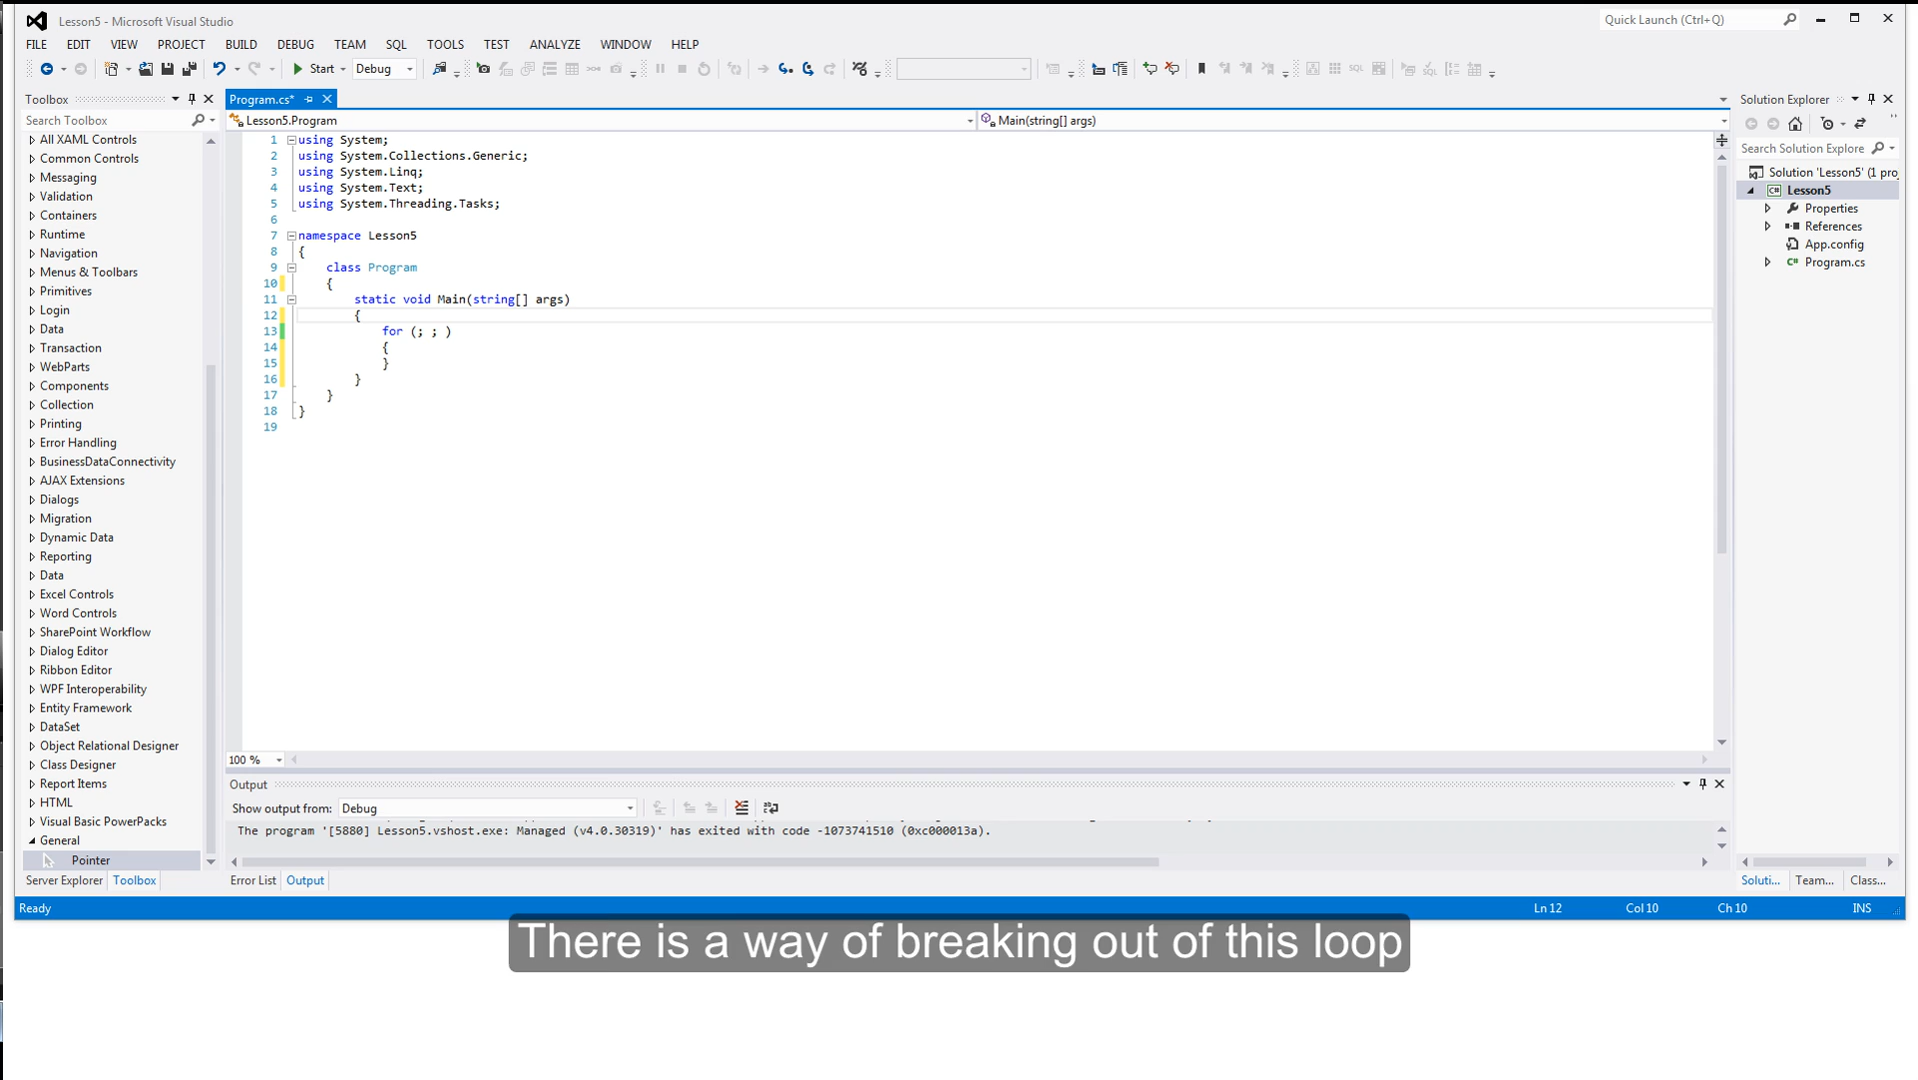 Lesson5 - Microsoft Visual Studio
Quick Launch (Ctrl+Q)
FILE EDIT VIEW PROJECT BUILD DEBUG TEAM SQL TOOLS TEST ANALYZE WINDOW HELP
Start Debug
Toolbox
Search Toolbox
All XAML Controls
Common Controls
Messaging
Validation
Containers
Runtime
Navigation
Menus & Toolbars
Primitives
Login
Data
Transaction
WebParts
Components
Collection
Printing
Error Handling
BusinessDataConnectivity
AJAX Extensions
Dialogs
Migration
Dynamic Data
Reporting
Data
Excel Controls
Word Controls
SharePoint Workflow
Dialog Editor
Ribbon Editor
WPF Interoperability
Entity Framework
DataSet
Object Relational Designer
Class Designer
Report Items
HTML
Visual Basic PowerPacks
General
Pointer
Server Explorer Toolbox
Program.cs*
Lesson5.Program Main(string[] args)
1 using System;
2 using System.Collections.Generic;
3 using System.Linq;
4 using System.Text;
5 using System.Threading.Tasks;
6
7 namespace Lesson5
8 {
9 class Program
10 {
11 static void Main(string[] args)
12 {
13 for (; ; )
14 {
15 }
16 }
17 }
18 }
19
100 %
Output
Show output from: Debug
The program '[5880] Lesson5.vshost.exe: Managed (v4.0.30319)' has exited with code -1073741510 (0xc000013a).
Error List Output
Solution Explorer
Search Solution Explore
Solution 'Lesson5' (1 proj
Lesson5
Properties
References
App.config
Program.cs
Soluti... Team... Class...
Ready Ln 12 Col 10 Ch 10 INS
There is a way of breaking out of this loop